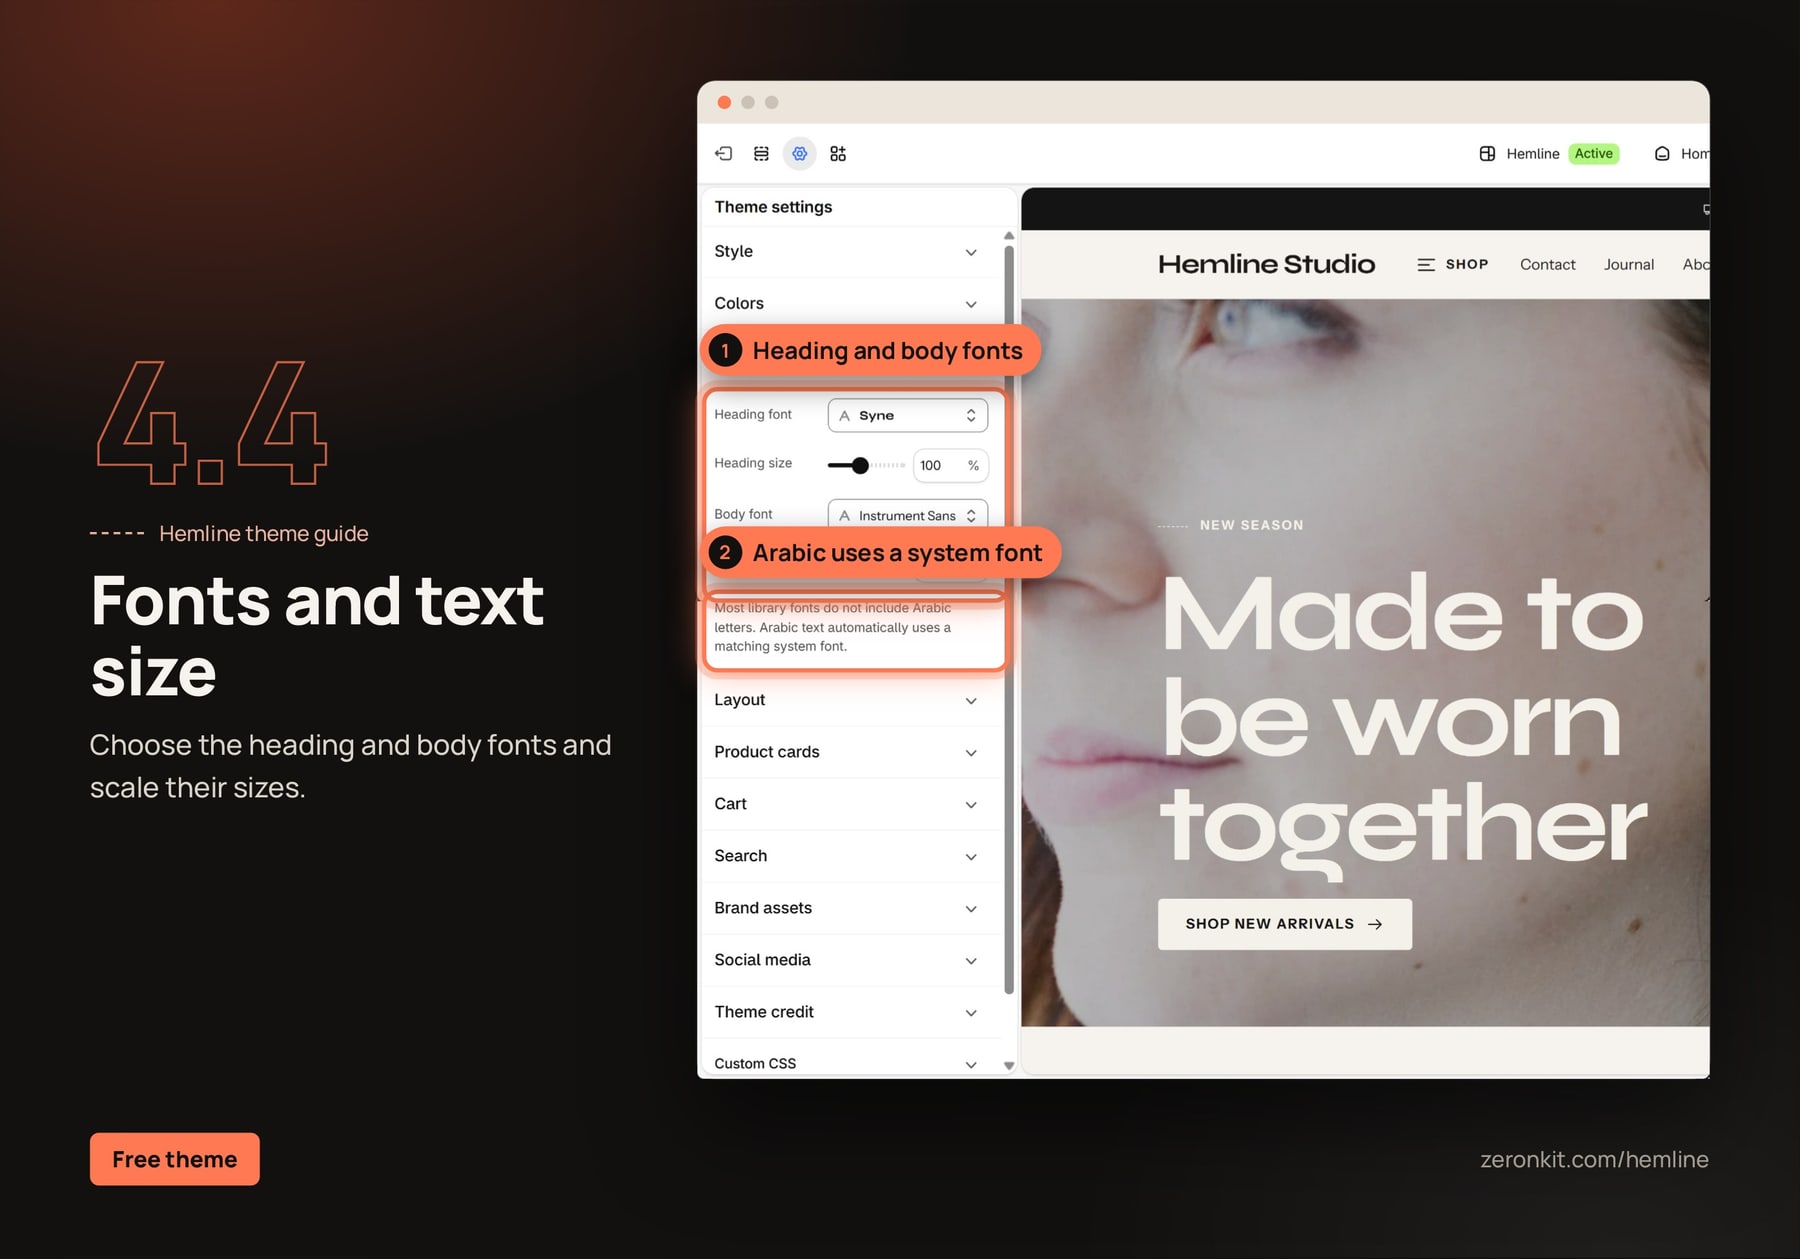 4.4
Hemline theme guide
Fonts and text
size
Choose the heading and body fonts and
scale their sizes.
Free theme
Hemline
Active
Hom
Theme settings
Style
Colors
1 Heading and body fonts
Heading font
Syne
Heading size
100 %
Body font
Instrument Sans
2 Arabic uses a system font
Most library fonts do not include Arabic
letters. Arabic text automatically uses a
matching system font.
Layout
Product cards
Cart
Search
Brand assets
Social media
Theme credit
Custom CSS
Hemline Studio
SHOP
Contact
Journal
Abo
NEW SEASON
Made to
be worn
together
SHOP NEW ARRIVALS →
zeronkit.com/hemline